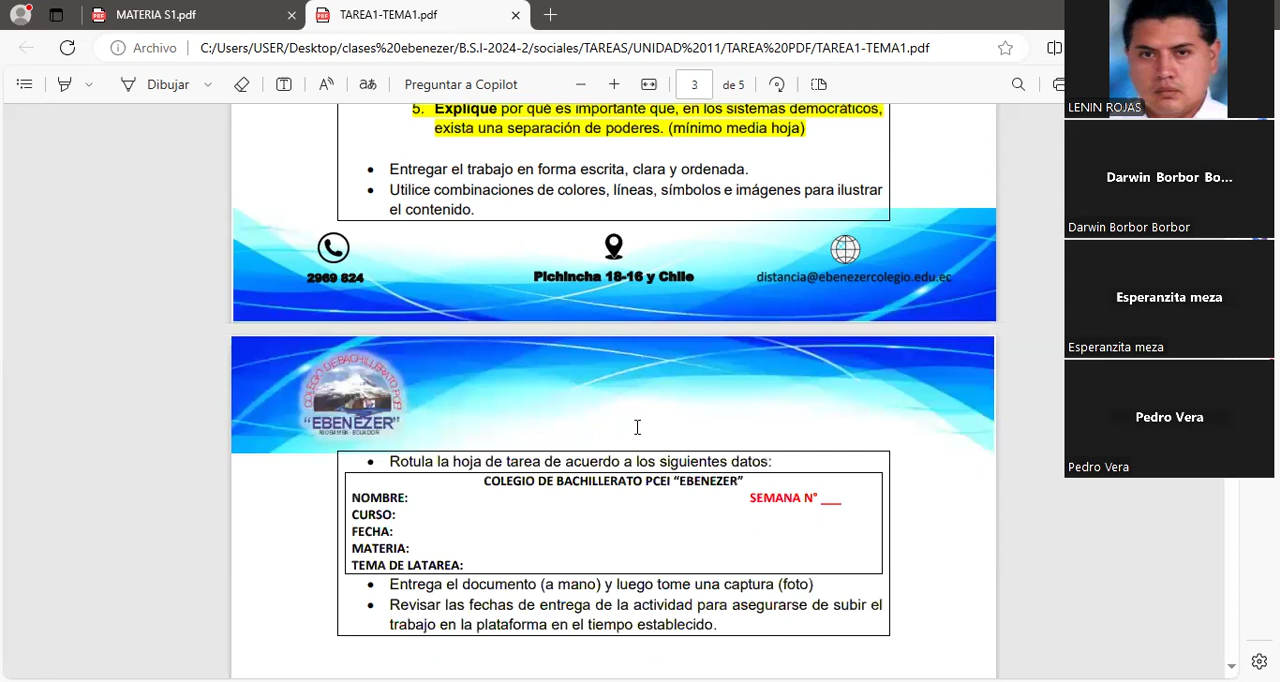 MATERIA S1.pdf
TAREA1-TEMA1.pdf
Archivo
C:/Users/USER/Desktop/clases%20ebenezer/B.S.I-2024-2/sociales/TAREAS/UNIDAD%2011/TAREA%20PDF/TAREA1-TEMA1.pdf
Dibujar
Preguntar a Copilot
3
de 5
5. Explique por qué es importante que, en los sistemas democráticos,
exista una separación de poderes. (mínimo media hoja)
• Entregar el trabajo en forma escrita, clara y ordenada.
• Utilice combinaciones de colores, líneas, símbolos e imágenes para ilustrar
el contenido.
2969 824
Pichincha 18-16 y Chile
distancia@ebenezercolegio.edu.ec
COLEGIO DE BACHILLERATO PCEI
"EBENEZER"
RIOBAMBA - ECUADOR
• Rotula la hoja de tarea de acuerdo a los siguientes datos:
COLEGIO DE BACHILLERATO PCEI “EBENEZER”
NOMBRE:
SEMANA N° ___
CURSO:
FECHA:
MATERIA:
TEMA DE LATAREA:
• Entrega el documento (a mano) y luego tome una captura (foto)
• Revisar las fechas de entrega de la actividad para asegurarse de subir el
trabajo en la plataforma en el tiempo establecido.
LENIN ROJAS
Darwin Borbor Bo...
Darwin Borbor Borbor
Esperanzita meza
Esperanzita meza
Pedro Vera
Pedro Vera